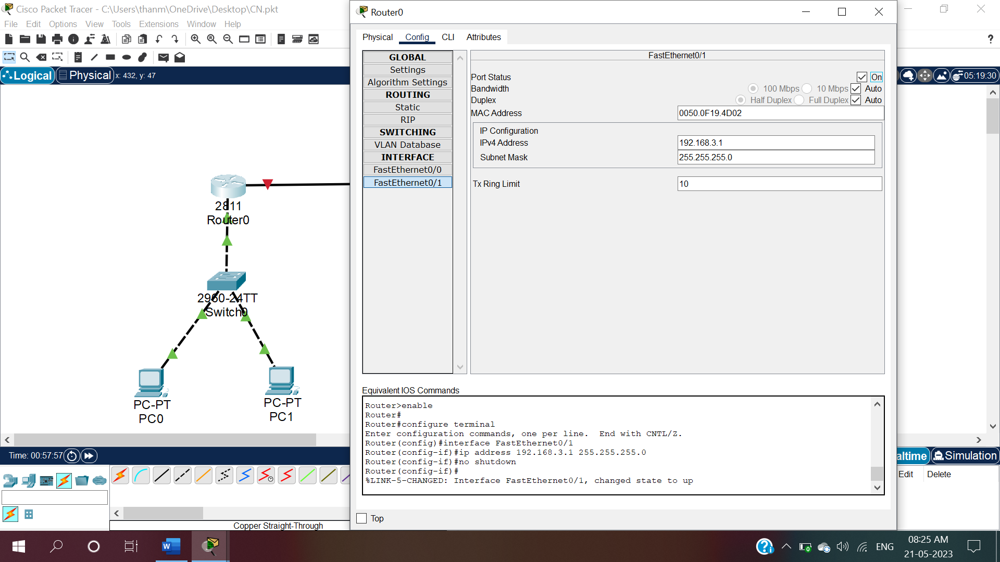 Cisco Packet Tracer - C:\Users\thanm\OneDrive\Desktop\CN.pkt
File Edit Options View Tools Extensions Window Help
Logical Physical x: 432, y: 47
05:19:30
?
2811
Router0
2960-24TT
Switch0
PC-PT
PC0
PC-PT
PC1
Time: 00:57:57
altime Simulation
Edit Delete
Copper Straight-Through
Router0
Physical Config CLI Attributes
GLOBAL
Settings
Algorithm Settings
ROUTING
Static
RIP
SWITCHING
VLAN Database
INTERFACE
FastEthernet0/0
FastEthernet0/1
FastEthernet0/1
Port Status On
Bandwidth 100 Mbps 10 Mbps Auto
Duplex Half Duplex Full Duplex Auto
MAC Address 0050.0F19.4D02
IP Configuration
IPv4 Address 192.168.3.1
Subnet Mask 255.255.255.0
Tx Ring Limit 10
Equivalent IOS Commands
Router>enable
Router#
Router#configure terminal
Enter configuration commands, one per line. End with CNTL/Z.
Router(config)#interface FastEthernet0/1
Router(config-if)#ip address 192.168.3.1 255.255.255.0
Router(config-if)#no shutdown
Router(config-if)#
%LINK-5-CHANGED: Interface FastEthernet0/1, changed state to up
Top
W
ENG
08:25 AM
21-05-2023